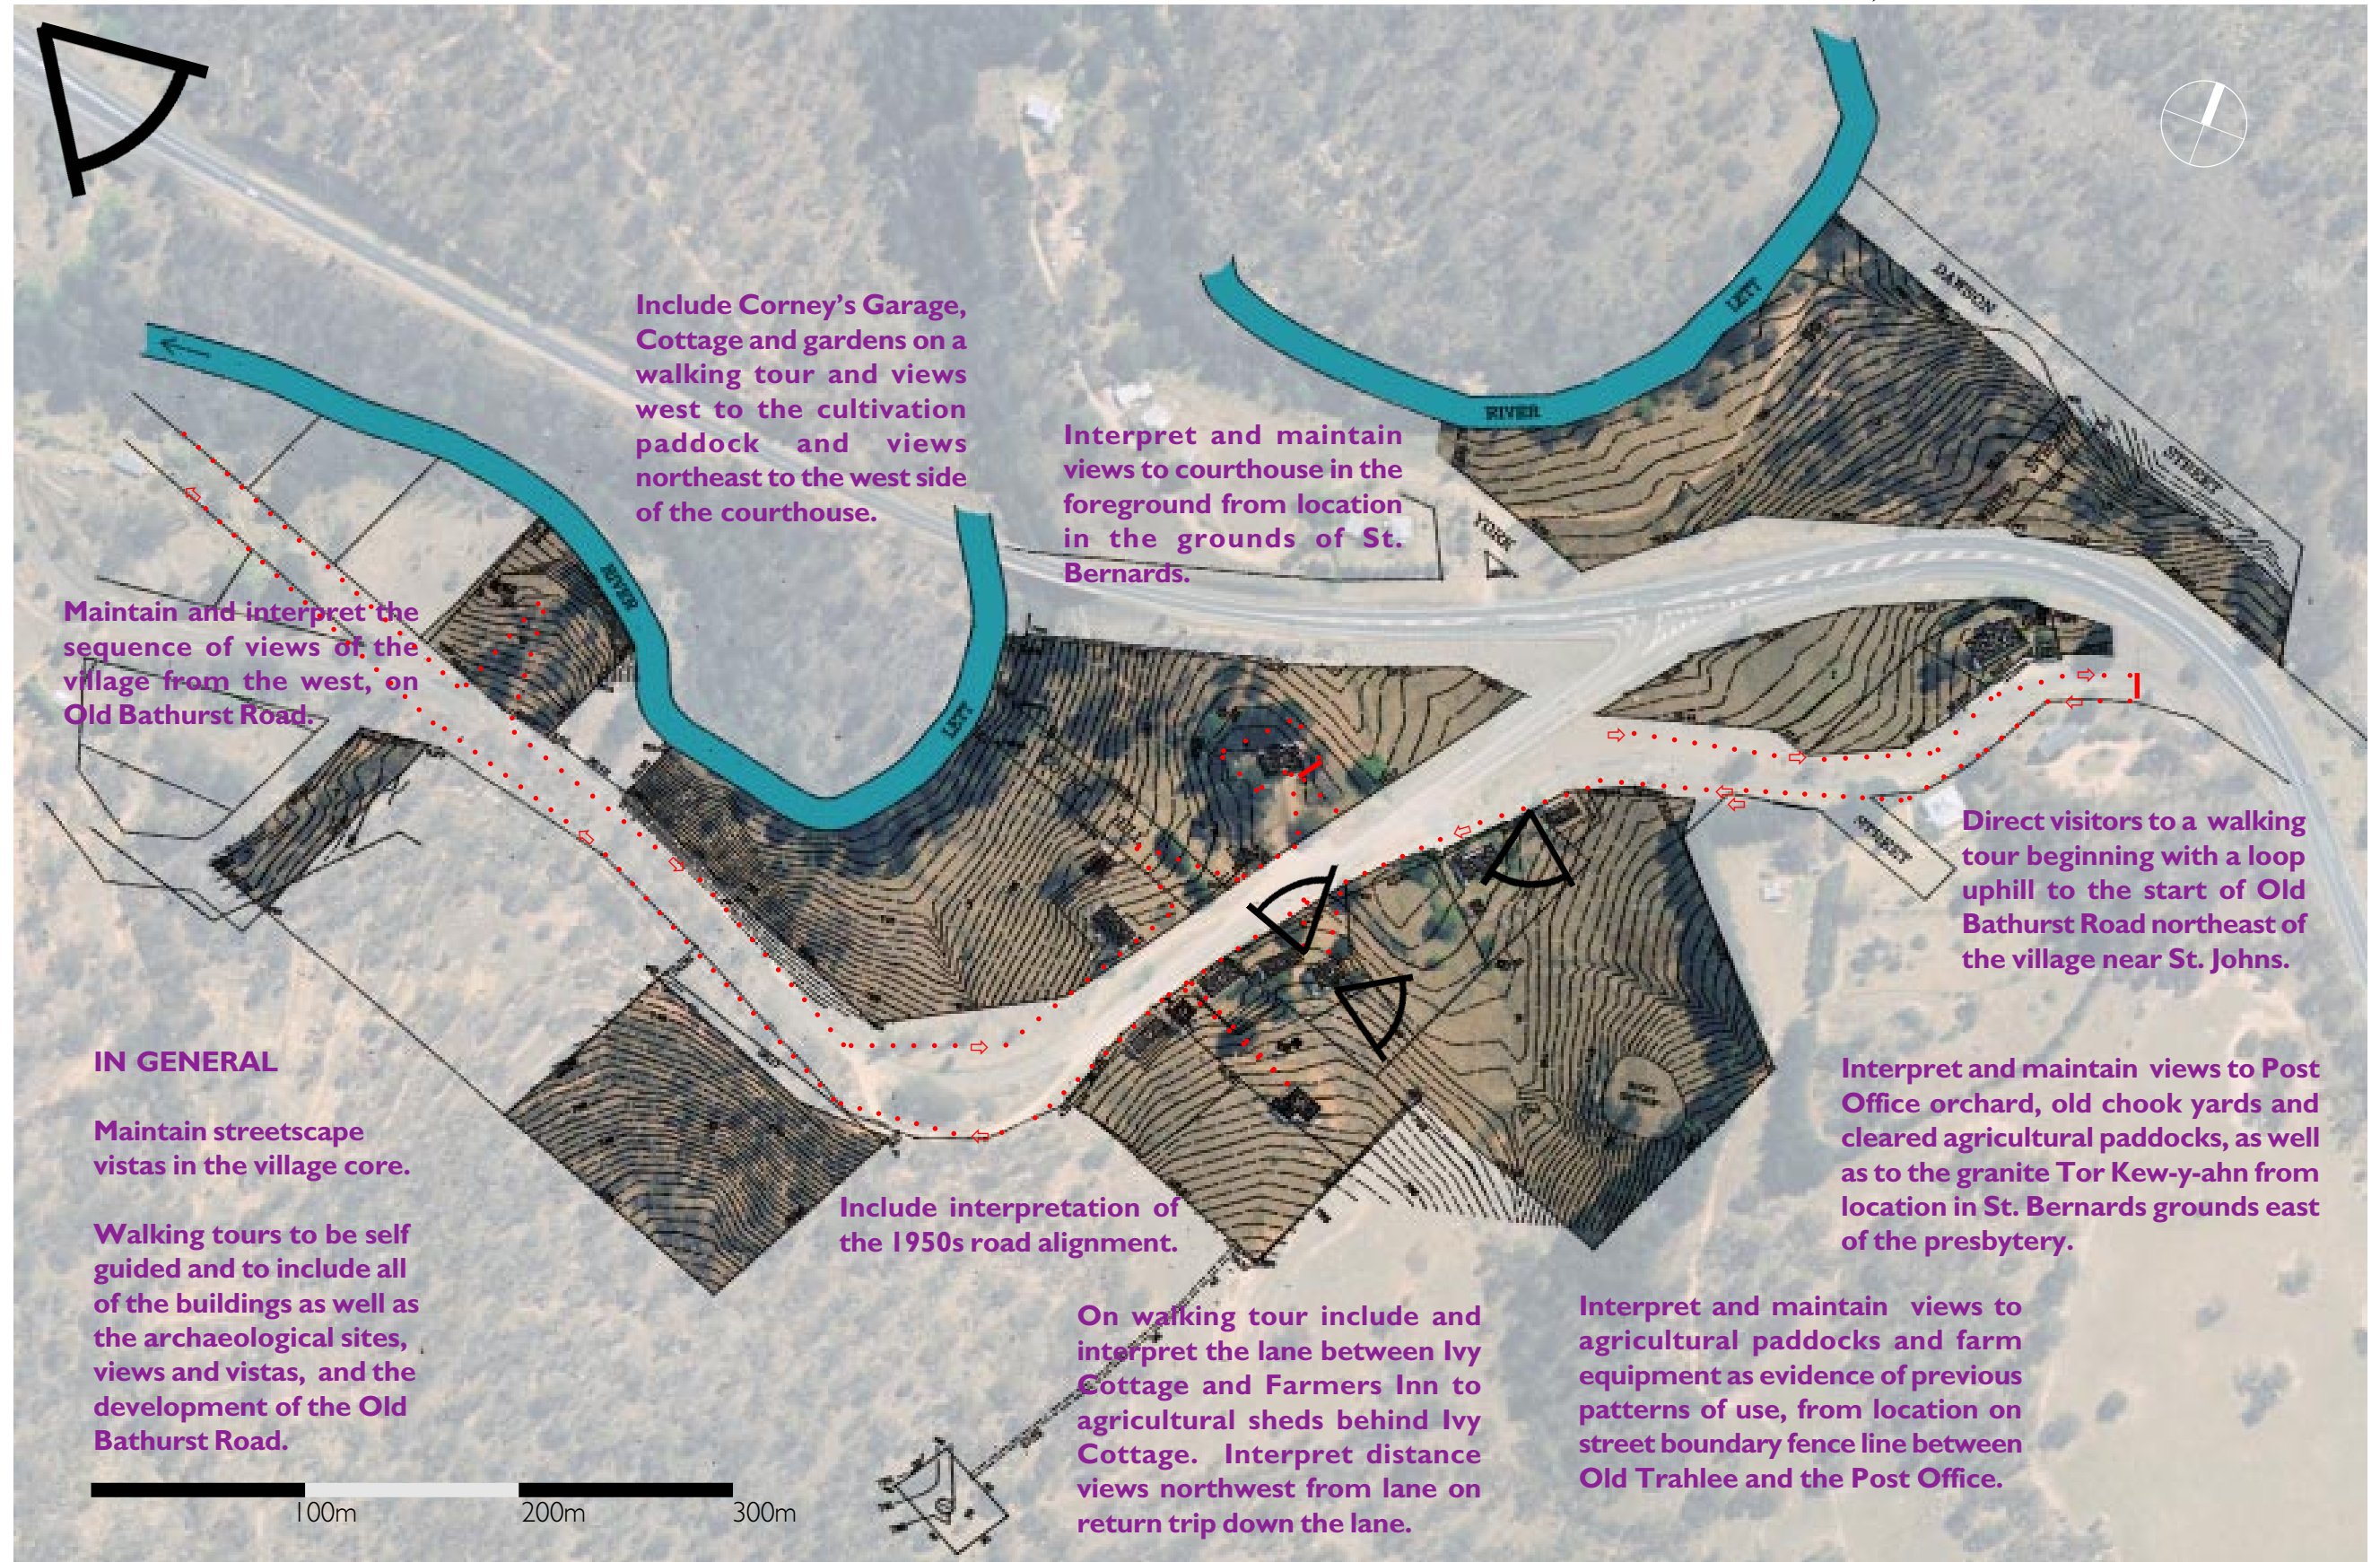 Include Corney’s Garage,
Cottage and gardens on a
walking tour and views
west to the cultivation
paddock and views
northeast to the west side
of the courthouse.
Interpret and maintain
views to courthouse in the
foreground from location
in the grounds of St.
Bernards.
Maintain and interpret the
sequence of views of the
village from the west, on
Old Bathurst Road.
RIVER
LETT
RIVER
LETT
YORK
DAWSON
STREET
STREET
Direct visitors to a walking
tour beginning with a loop
uphill to the start of Old
Bathurst Road northeast of
the village near St. Johns.
IN GENERAL
Maintain streetscape
vistas in the village core.
Walking tours to be self
guided and to include all
of the buildings as well as
the archaeological sites,
views and vistas, and the
development of the Old
Bathurst Road.
Include interpretation of
the 1950s road alignment.
Interpret and maintain views to Post
Office orchard, old chook yards and
cleared agricultural paddocks, as well
as to the granite Tor Kew-y-ahn from
location in St. Bernards grounds east
of the presbytery.
On walking tour include and
interpret the lane between Ivy
Cottage and Farmers Inn to
agricultural sheds behind Ivy
Cottage. Interpret distance
views northwest from lane on
return trip down the lane.
Interpret and maintain views to
agricultural paddocks and farm
equipment as evidence of previous
patterns of use, from location on
street boundary fence line between
Old Trahlee and the Post Office.
100m 200m 300m